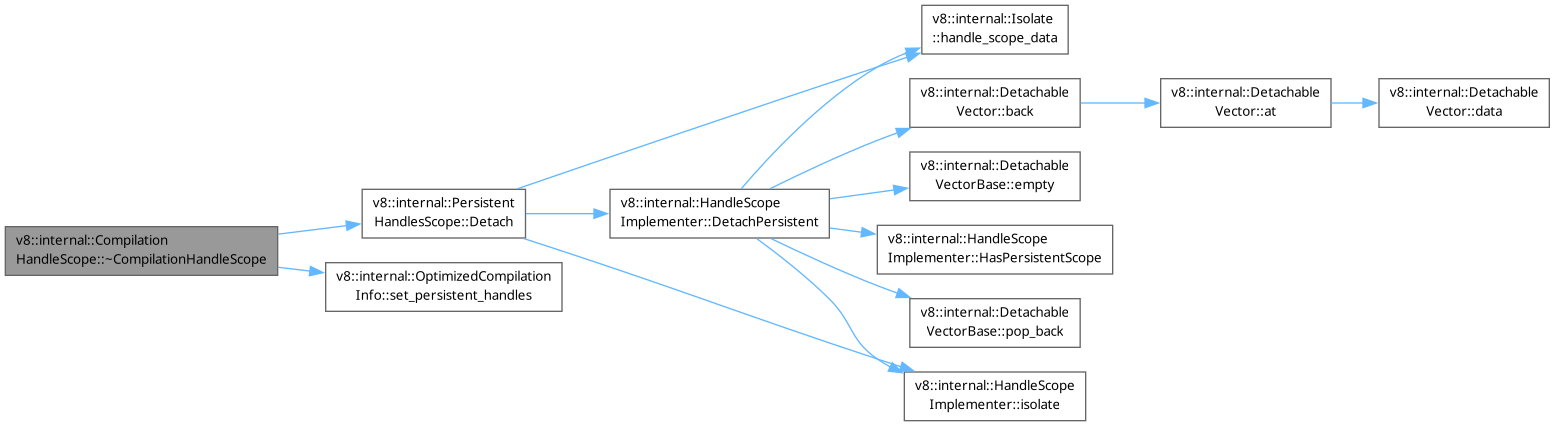 v8::internal::Compilation
HandleScope::~CompilationHandleScope
v8::internal::Persistent
HandlesScope::Detach
v8::internal::OptimizedCompilation
Info::set_persistent_handles
v8::internal::HandleScope
Implementer::DetachPersistent
v8::internal::Isolate
::handle_scope_data
v8::internal::Detachable
Vector::back
v8::internal::Detachable
VectorBase::empty
v8::internal::HandleScope
Implementer::HasPersistentScope
v8::internal::Detachable
VectorBase::pop_back
v8::internal::HandleScope
Implementer::isolate
v8::internal::Detachable
Vector::at
v8::internal::Detachable
Vector::data